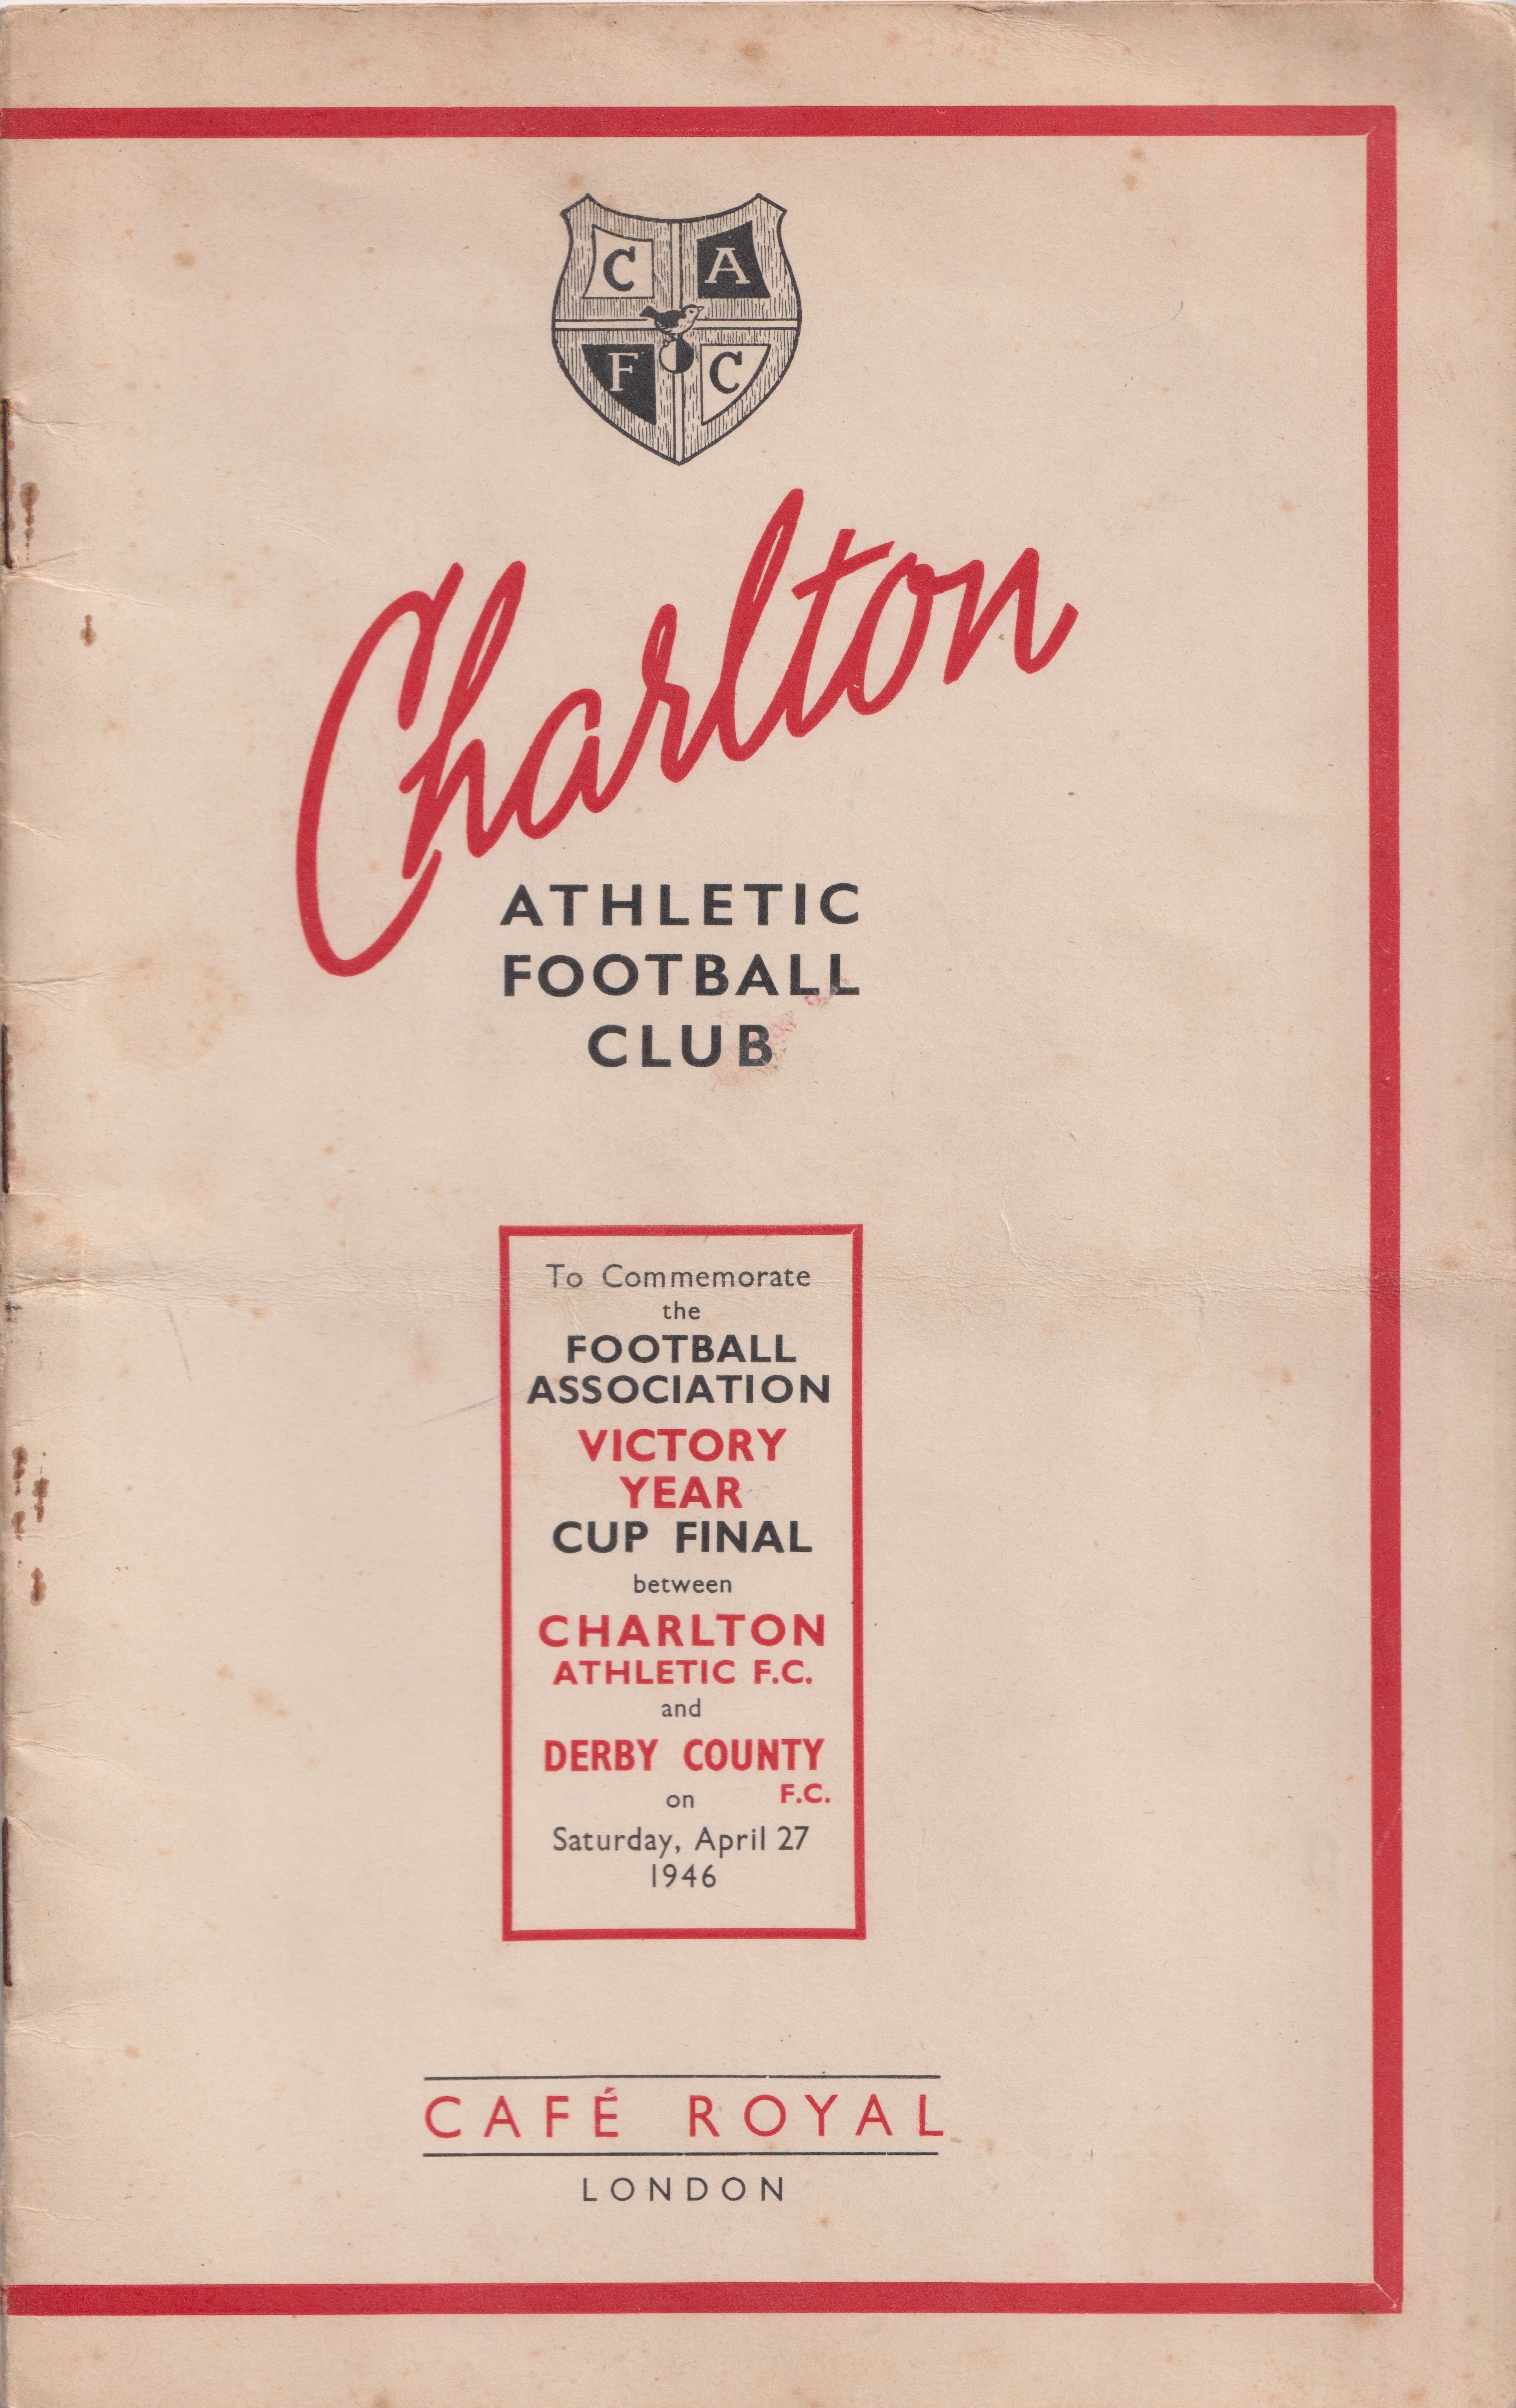 C A
F C
Charlton
ATHLETIC
FOOTBALL
CLUB
To Commemorate
the
FOOTBALL
ASSOCIATION
VICTORY
YEAR
CUP FINAL
between
CHARLTON
ATHLETIC F.C.
and
DERBY COUNTY
F.C.
on
Saturday, April 27
1946
CAFÉ ROYAL
LONDON